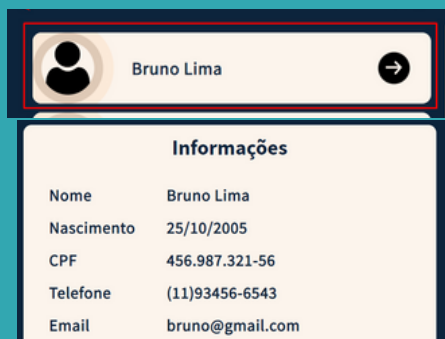 Bruno Lima
Informações
Nome Bruno Lima
Nascimento 25/10/2005
CPF 456.987.321-56
Telefone (11)93456-6543
Email bruno@gmail.com